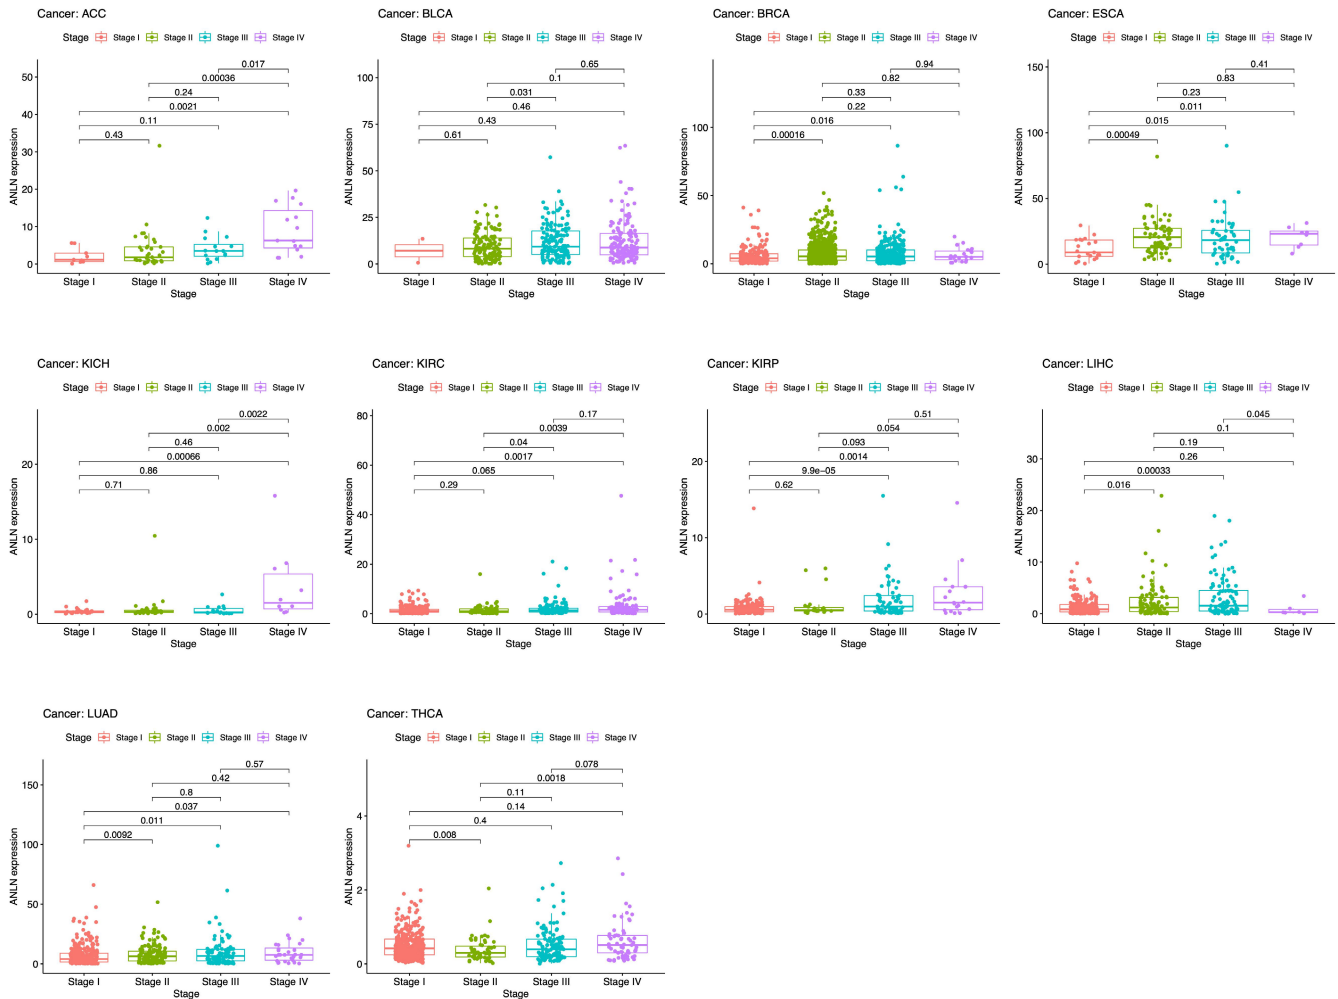 Cancer: ACC
Stage Stage I Stage II Stage III Stage IV
0.017
0.00036
0.24
0.0021
0.11
0.43
50
40
30
20
10
0
ANLN expression
Stage I Stage II Stage III Stage IV
Stage
Cancer: BLCA
Stage Stage I Stage II Stage III Stage IV
0.65
0.1
0.031
0.46
0.43
0.61
100
75
50
25
0
ANLN expression
Stage I Stage II Stage III Stage IV
Stage
Cancer: BRCA
Stage Stage I Stage II Stage III Stage IV
0.94
0.82
0.33
0.22
0.016
0.00016
100
50
0
ANLN expression
Stage I Stage II Stage III Stage IV
Stage
Cancer: ESCA
Stage Stage I Stage II Stage III Stage IV
0.41
0.83
0.23
0.011
0.015
0.00049
150
100
50
0
ANLN expression
Stage I Stage II Stage III Stage IV
Stage
Cancer: KICH
Stage Stage I Stage II Stage III Stage IV
0.0022
0.002
0.46
0.00066
0.86
0.71
20
10
0
ANLN expression
Stage I Stage II Stage III Stage IV
Stage
Cancer: KIRC
Stage Stage I Stage II Stage III Stage IV
0.17
0.0039
0.04
0.0017
0.065
0.29
80
60
40
20
0
ANLN expression
Stage I Stage II Stage III Stage IV
Stage
Cancer: KIRP
Stage Stage I Stage II Stage III Stage IV
0.51
0.054
0.093
0.0014
9.9e-05
0.62
20
10
0
ANLN expression
Stage I Stage II Stage III Stage IV
Stage
Cancer: LIHC
Stage Stage I Stage II Stage III Stage IV
0.045
0.1
0.19
0.26
0.00033
0.016
30
20
10
0
ANLN expression
Stage I Stage II Stage III Stage IV
Stage
Cancer: LUAD
Stage Stage I Stage II Stage III Stage IV
0.57
0.42
0.8
0.037
0.011
0.0092
150
100
50
0
ANLN expression
Stage I Stage II Stage III Stage IV
Stage
Cancer: THCA
Stage Stage I Stage II Stage III Stage IV
0.078
0.0018
0.11
0.14
0.4
0.008
4
2
0
ANLN expression
Stage I Stage II Stage III Stage IV
Stage